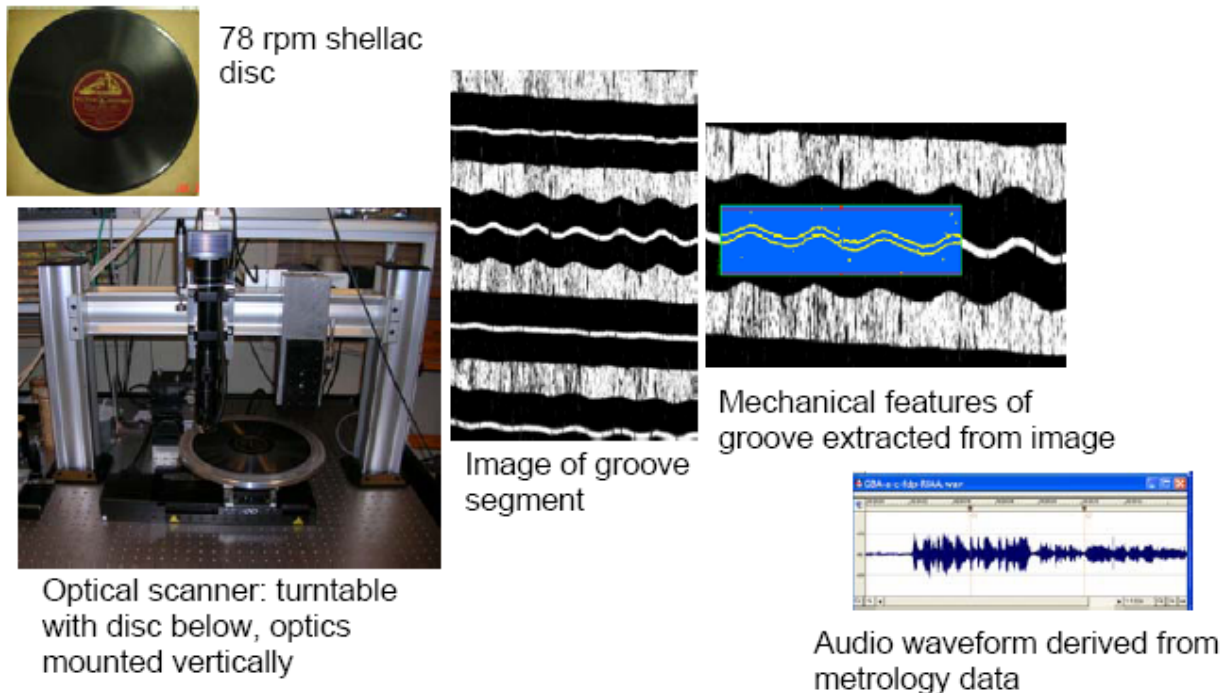 78 rpm shellac
disc
Image of groove
segment
Mechanical features of
groove extracted from image
Optical scanner: turntable
with disc below, optics
mounted vertically
Audio waveform derived from
metrology data